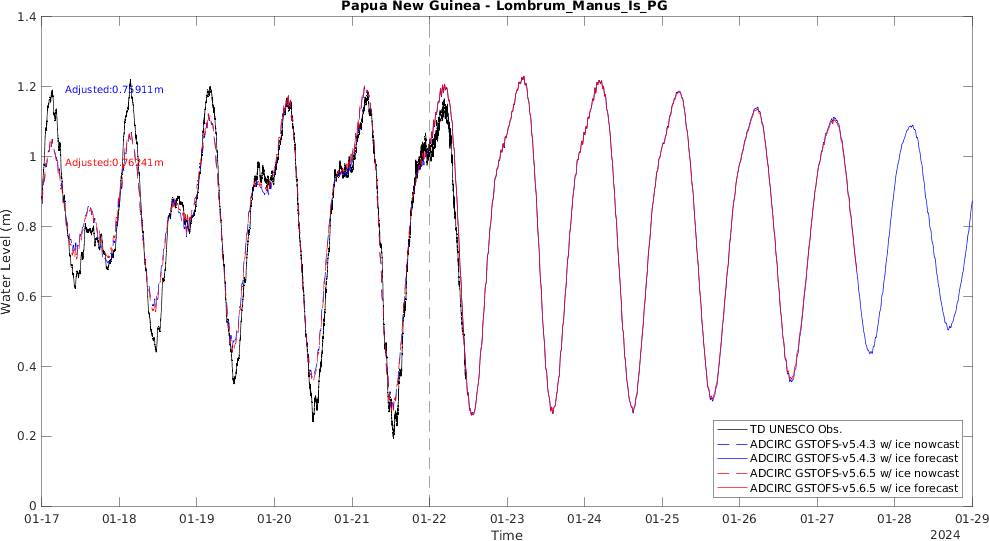 Papua New Guinea - Lombrum_Manus_Is_PG
Water Level (m)
1.4
1.2
1
0.8
0.6
0.4
0.2
0
Adjusted:0.75911m
Adjusted:0.76241m
TD UNESCO Obs.
ADCIRC GSTOFS-v5.4.3 w/ ice nowcast
ADCIRC GSTOFS-v5.4.3 w/ ice forecast
ADCIRC GSTOFS-v5.6.5 w/ ice nowcast
ADCIRC GSTOFS-v5.6.5 w/ ice forecast
01-17 01-18 01-19 01-20 01-21 01-22 01-23 01-24 01-25 01-26 01-27 01-28 01-29
Time
2024